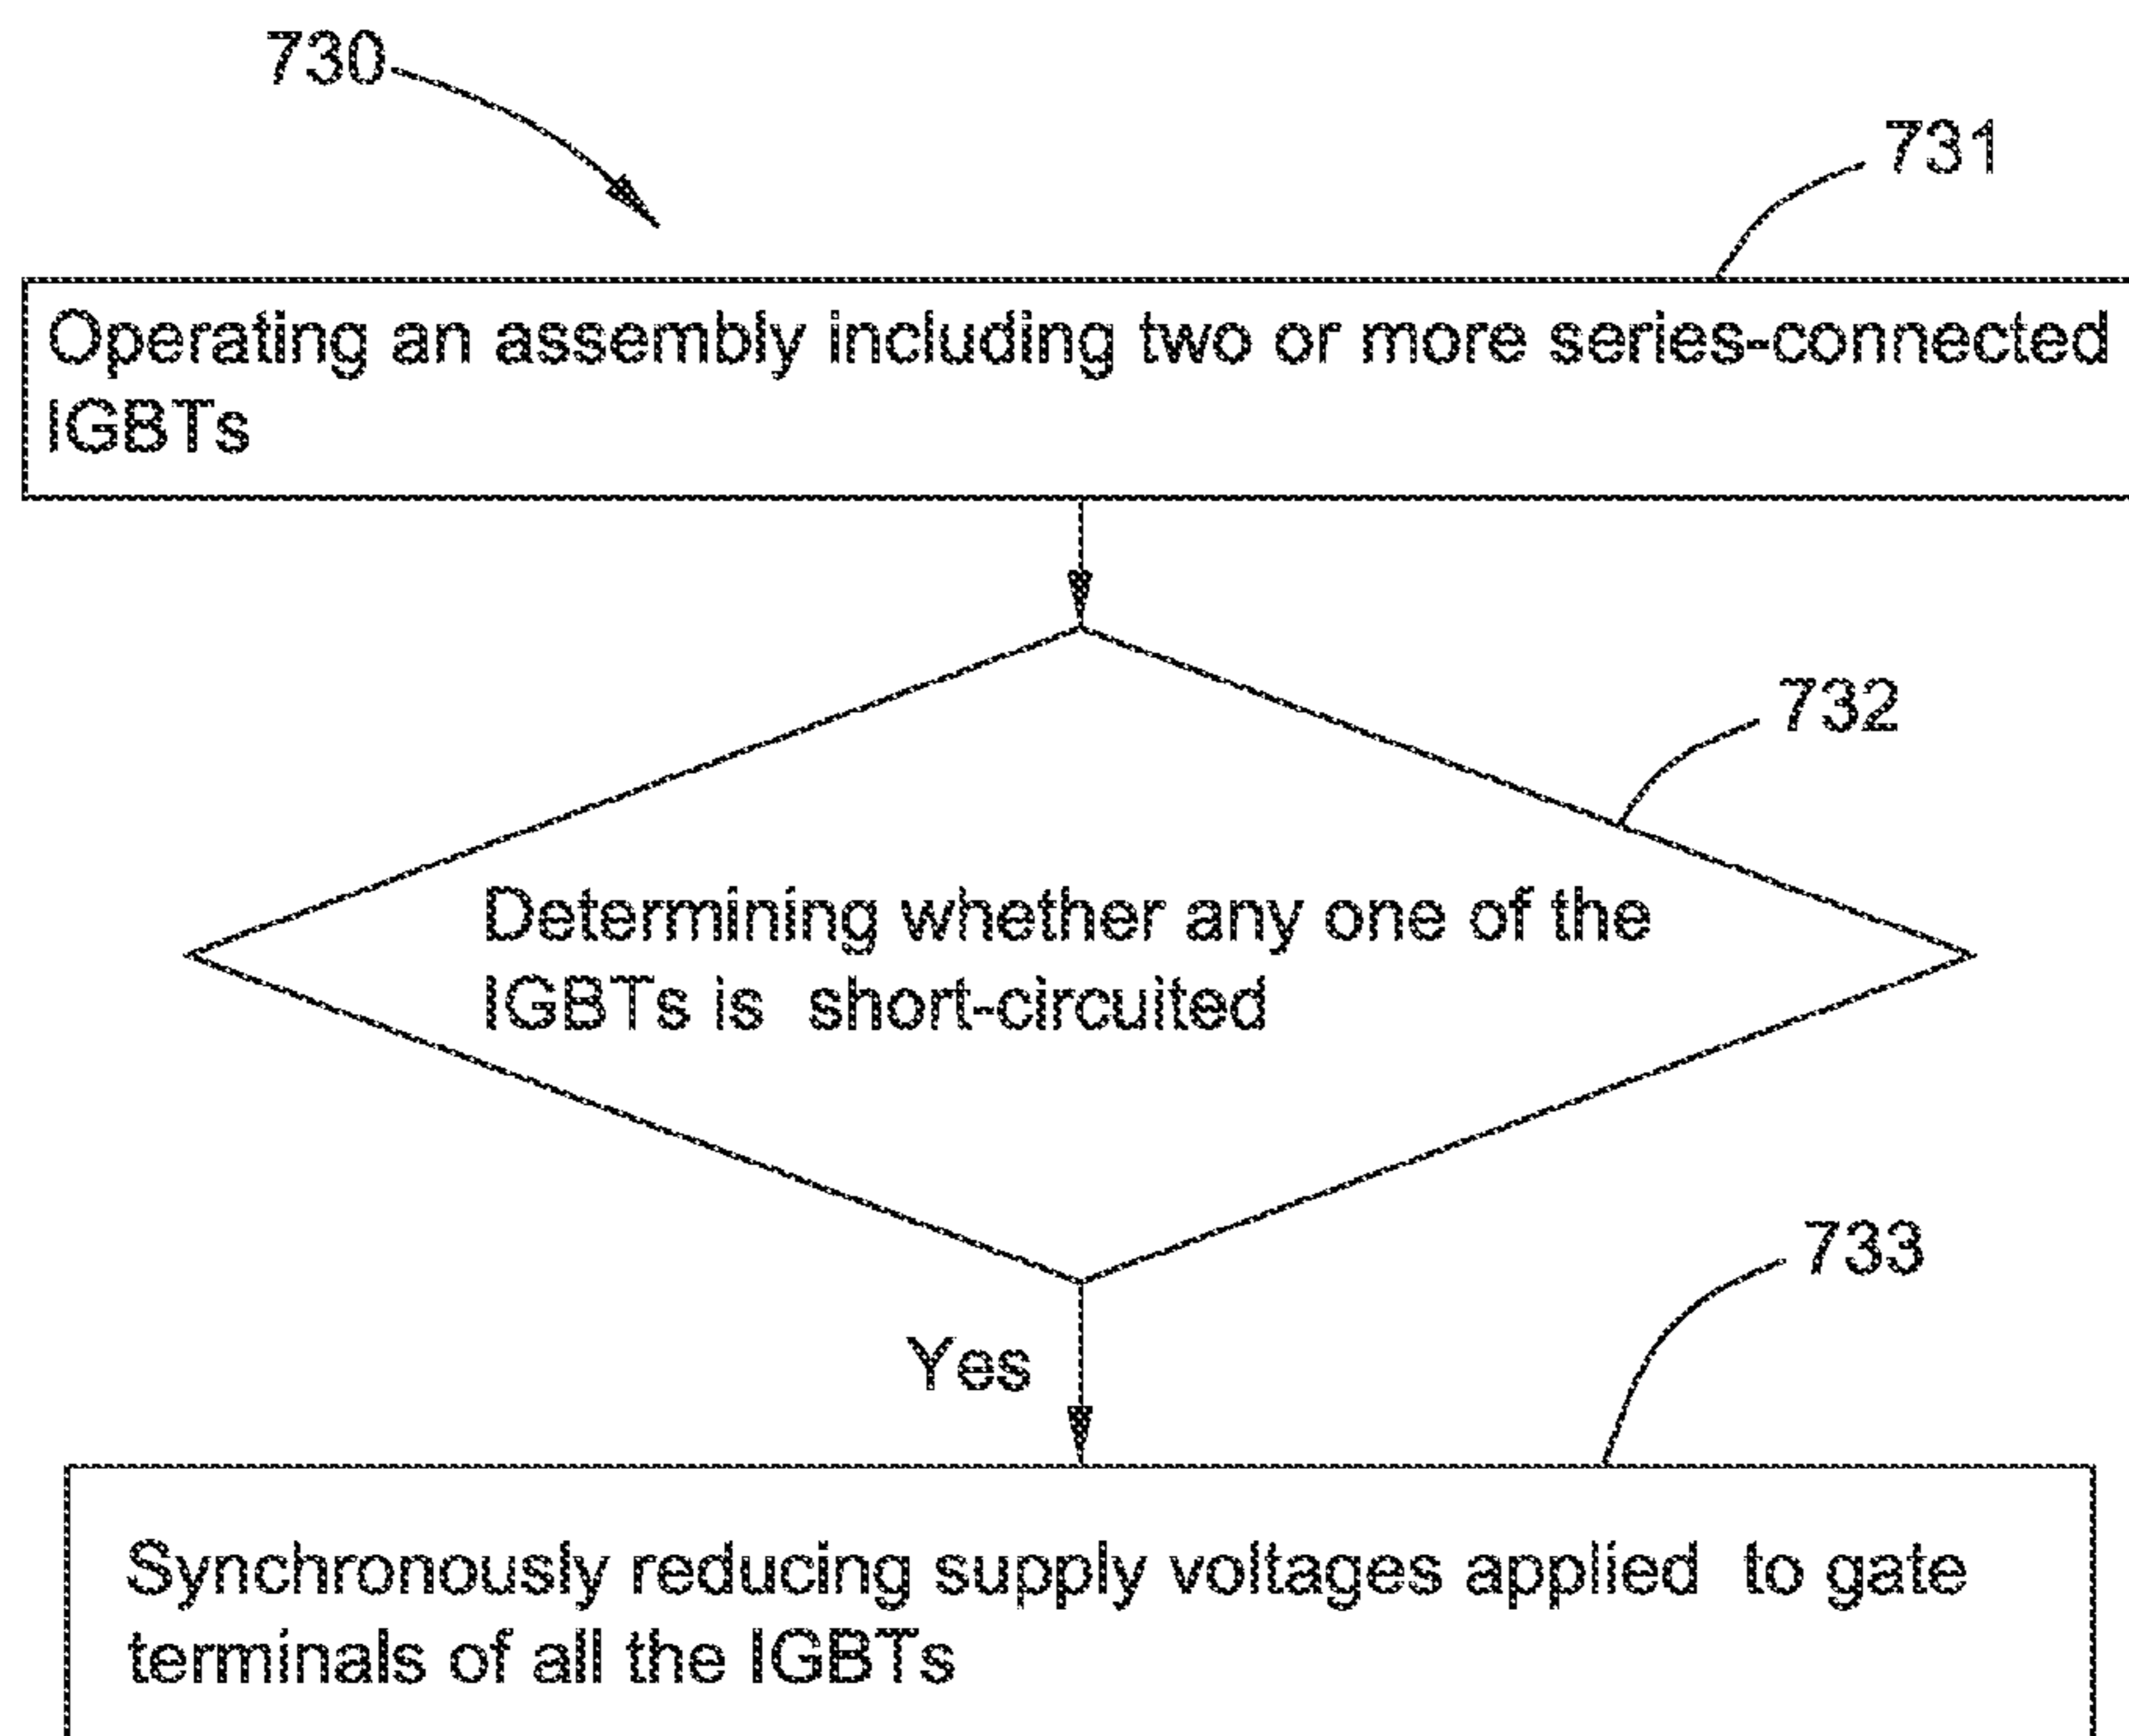 730
731
Operating an assembly including two or more series-connected
IGBTs
732
Determining whether any one of the
IGBTs is short-circuited
733
Yes
Synchronously reducing supply voltages applied to gate
terminals of all the IGBTs